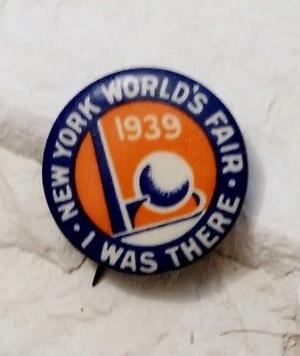 · NEW YORK WORLD'S FAIR ·
1939
I WAS THERE